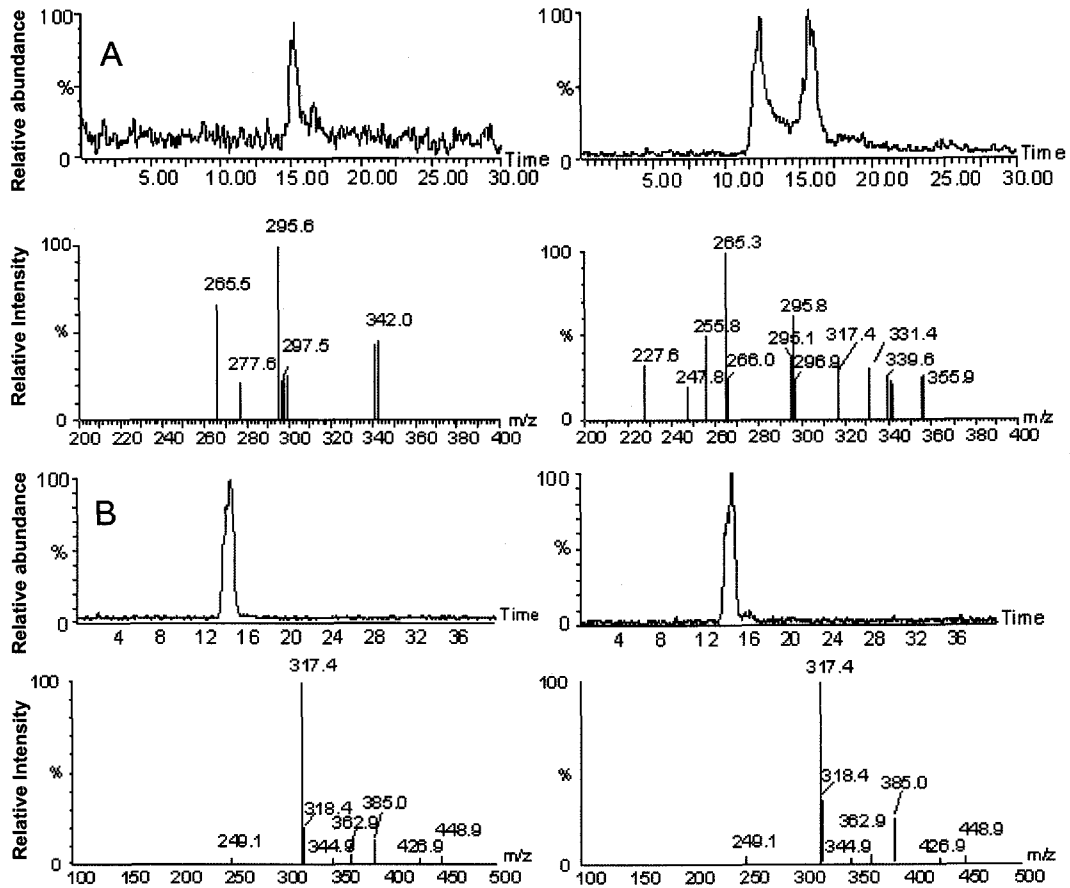 A
Relative abundance
100
%
0
5.00 10.00 15.00 20.00 25.00 30.00
Time
100
%
0
5.00 10.00 15.00 20.00 25.00 30.00
Time
Relative Intensity
100
%
0
295.6
265.5
277.6
297.5
342.0
200 220 240 260 280 300 320 340 360 380 400
m/z
100
%
0
265.3
295.8
255.8
295.1
317.4
331.4
227.6
247.8
266.0
296.9
339.6
355.9
200 220 240 260 280 300 320 340 360 380 400
m/z
B
Relative abundance
100
%
0
4 8 12 16 20 24 28 32 36
Time
100
%
0
4 8 12 16 20 24 28 32 36
Time
Relative Intensity
100
%
0
317.4
318.4
385.0
362.9
249.1
344.9
426.9
448.9
100 150 200 250 300 350 400 450 500
m/z
100
%
0
317.4
318.4
385.0
362.9
249.1
344.9
426.9
448.9
100 150 200 250 300 350 400 450 500
m/z